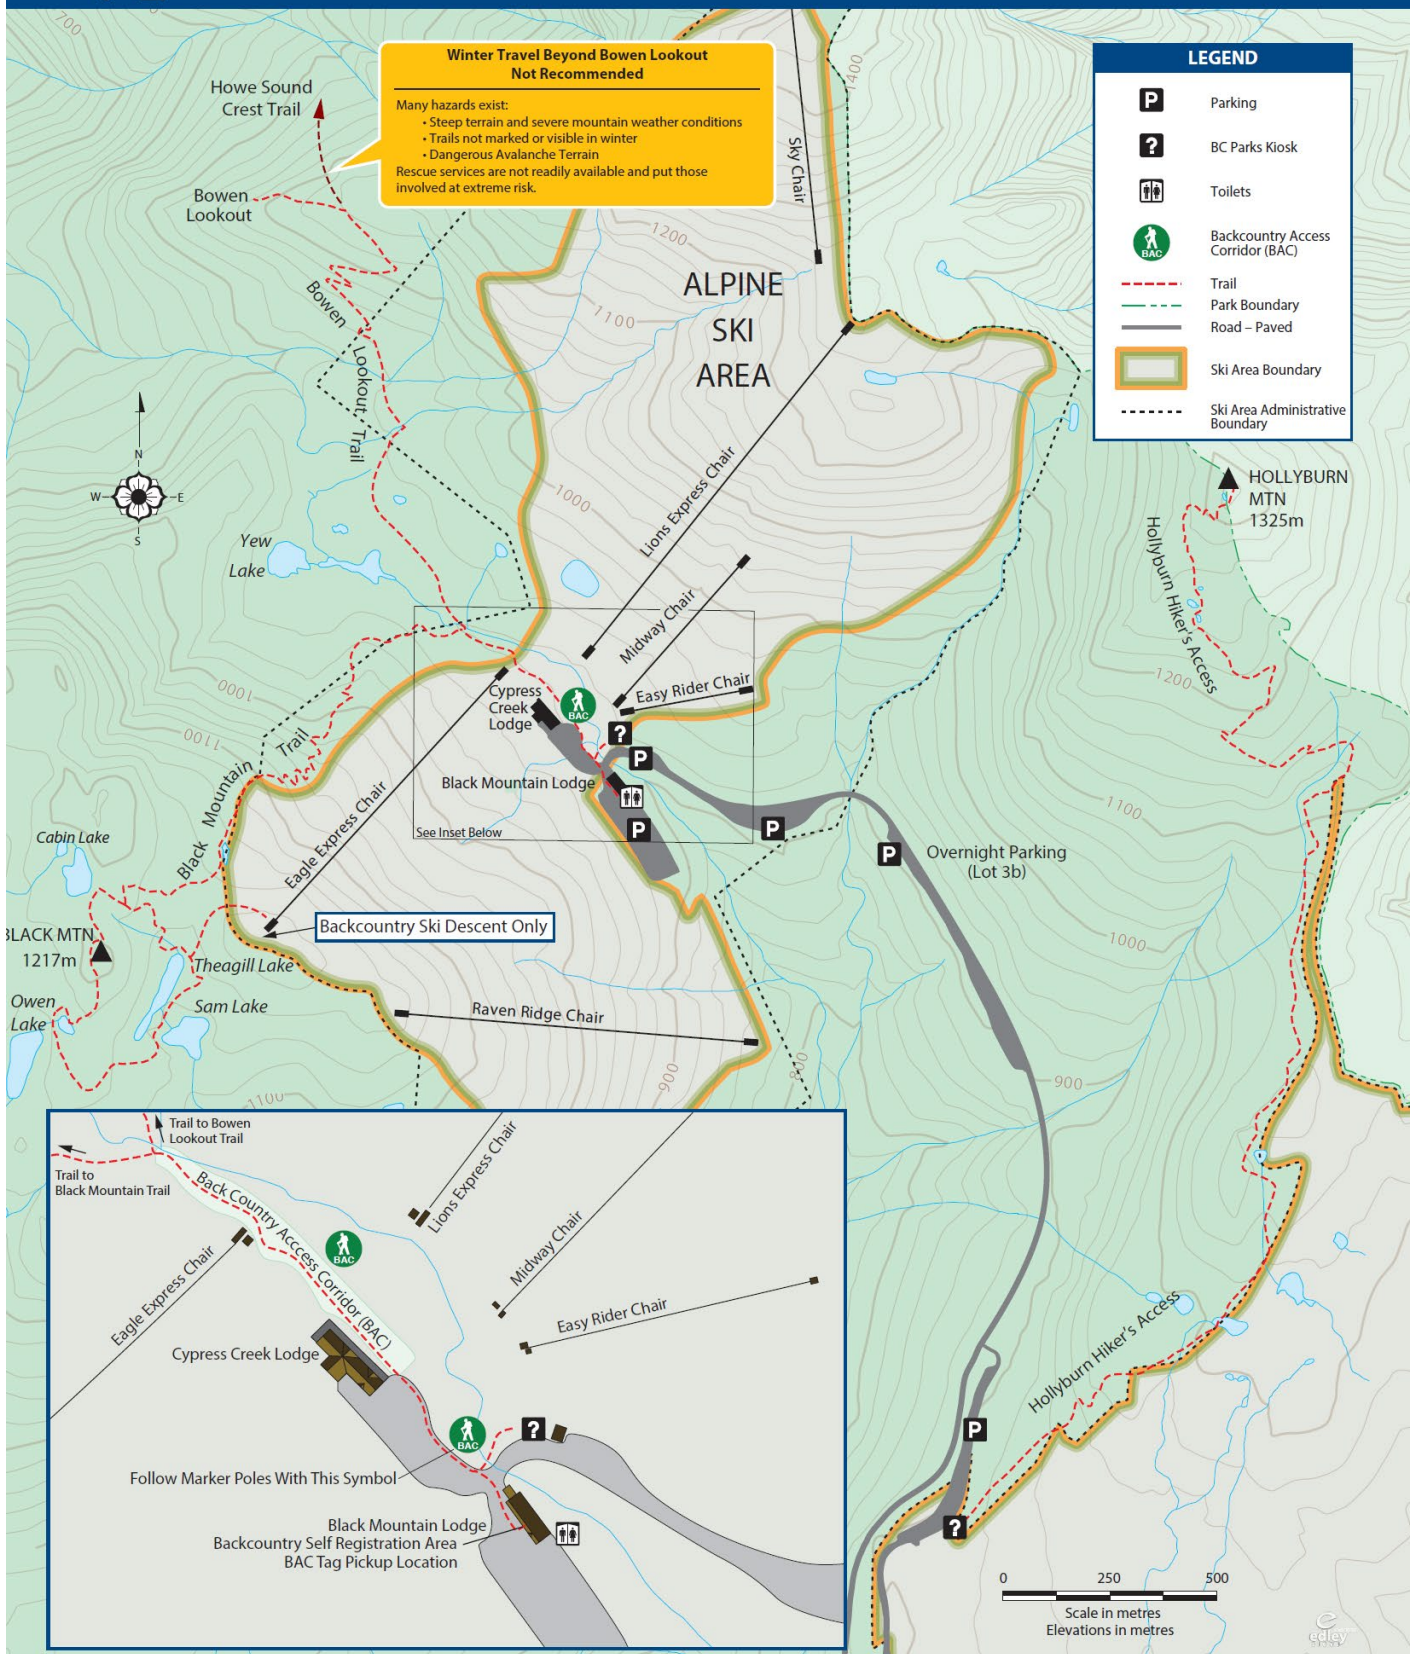 700
Winter Travel Beyond Bowen Lookout
Not Recommended
Many hazards exist:
• Steep terrain and severe mountain weather conditions
• Trails not marked or visible in winter
• Dangerous Avalanche Terrain
Rescue services are not readily available and put those
involved at extreme risk.
Howe Sound
Crest Trail
Bowen
Lookout
Bowen Lookout Trail
1400
Sky Chair
1200
1100
ALPINE
SKI
AREA
1000
Lions Express Chair
LEGEND
P
Parking
?
BC Parks Kiosk
Toilets
BAC
Backcountry Access
Corridor (BAC)
Trail
Park Boundary
Road – Paved
Ski Area Boundary
Ski Area Administrative
Boundary
N
W
E
S
Yew
Lake
HOLLYBURN
MTN
1325m
Hollyburn Hiker's Access
1200
Midway Chair
Easy Rider Chair
Cypress
Creek
Lodge
BAC
?
P
Black Mountain Lodge
P
P
See Inset Below
1000
1100
Black Mountain Trail
Eagle Express Chair
Cabin Lake
P
Overnight Parking
(Lot 3b)
1100
1000
900
Backcountry Ski Descent Only
BLACK MTN
1217m
Theagill Lake
Sam Lake
Owen
Lake
Raven Ridge Chair
900
800
1100
Trail to Bowen
Lookout Trail
Trail to
Black Mountain Trail
Back Country Acccess Corridor (BAC)
BAC
Lions Express Chair
Midway Chair
Eagle Express Chair
Easy Rider Chair
Cypress Creek Lodge
BAC
?
Follow Marker Poles With This Symbol
Black Mountain Lodge
Backcountry Self Registration Area
BAC Tag Pickup Location
Hollyburn Hiker's Access
P
?
0 250 500
Scale in metres
Elevations in metres
edley